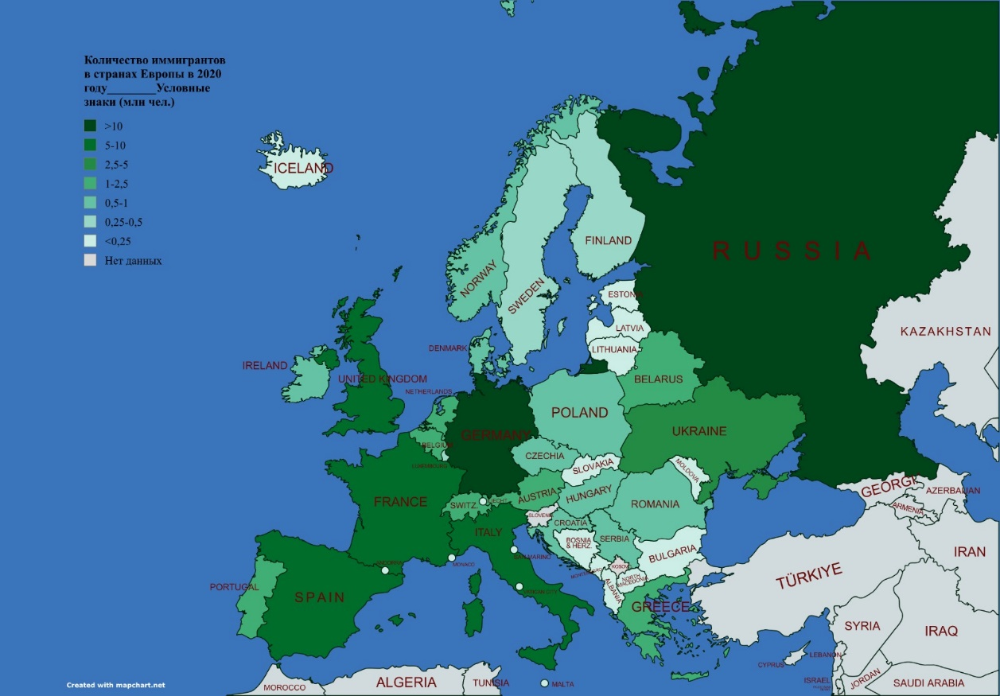 Количество иммигрантов
в странах Европы в 2020
году________Условные
знаки (млн чел.)
>10
5-10
2,5-5
1-2,5
0,5-1
0,25-0,5
<0,25
Нет данных
ICELAND
RUSSIA
FINLAND
NORWAY
SWEDEN
ESTONIA
LATVIA
LITHUANIA
KAZAKHSTAN
DENMARK
IRELAND
UNITED KINGDOM
NETHERLANDS
BELARUS
POLAND
UKRAINE
GERMANY
BELGIUM
LUXEMBOURG
CZECHIA
SLOVAKIA
MOLDOVA
FRANCE
SWITZ.
LIECHT.
AUSTRIA
HUNGARY
ROMANIA
GEORGIA
AZERBAIJAN
ARMENIA
SLOVENIA
CROATIA
ITALY
BOSNIA
& HERZ.
SERBIA
BULGARIA
SAN MARINO
MONACO
ANDORRA
MONTENEGRO
KOSOVO
NORTH
MACEDONIA
ALBANIA
VATICAN CITY
PORTUGAL
SPAIN
GREECE
TÜRKIYE
IRAN
SYRIA
IRAQ
CYPRUS
LEBANON
ISRAEL
JORDAN
SAUDI ARABIA
MALTA
MOROCCO
ALGERIA
TUNISIA
Created with mapchart.net